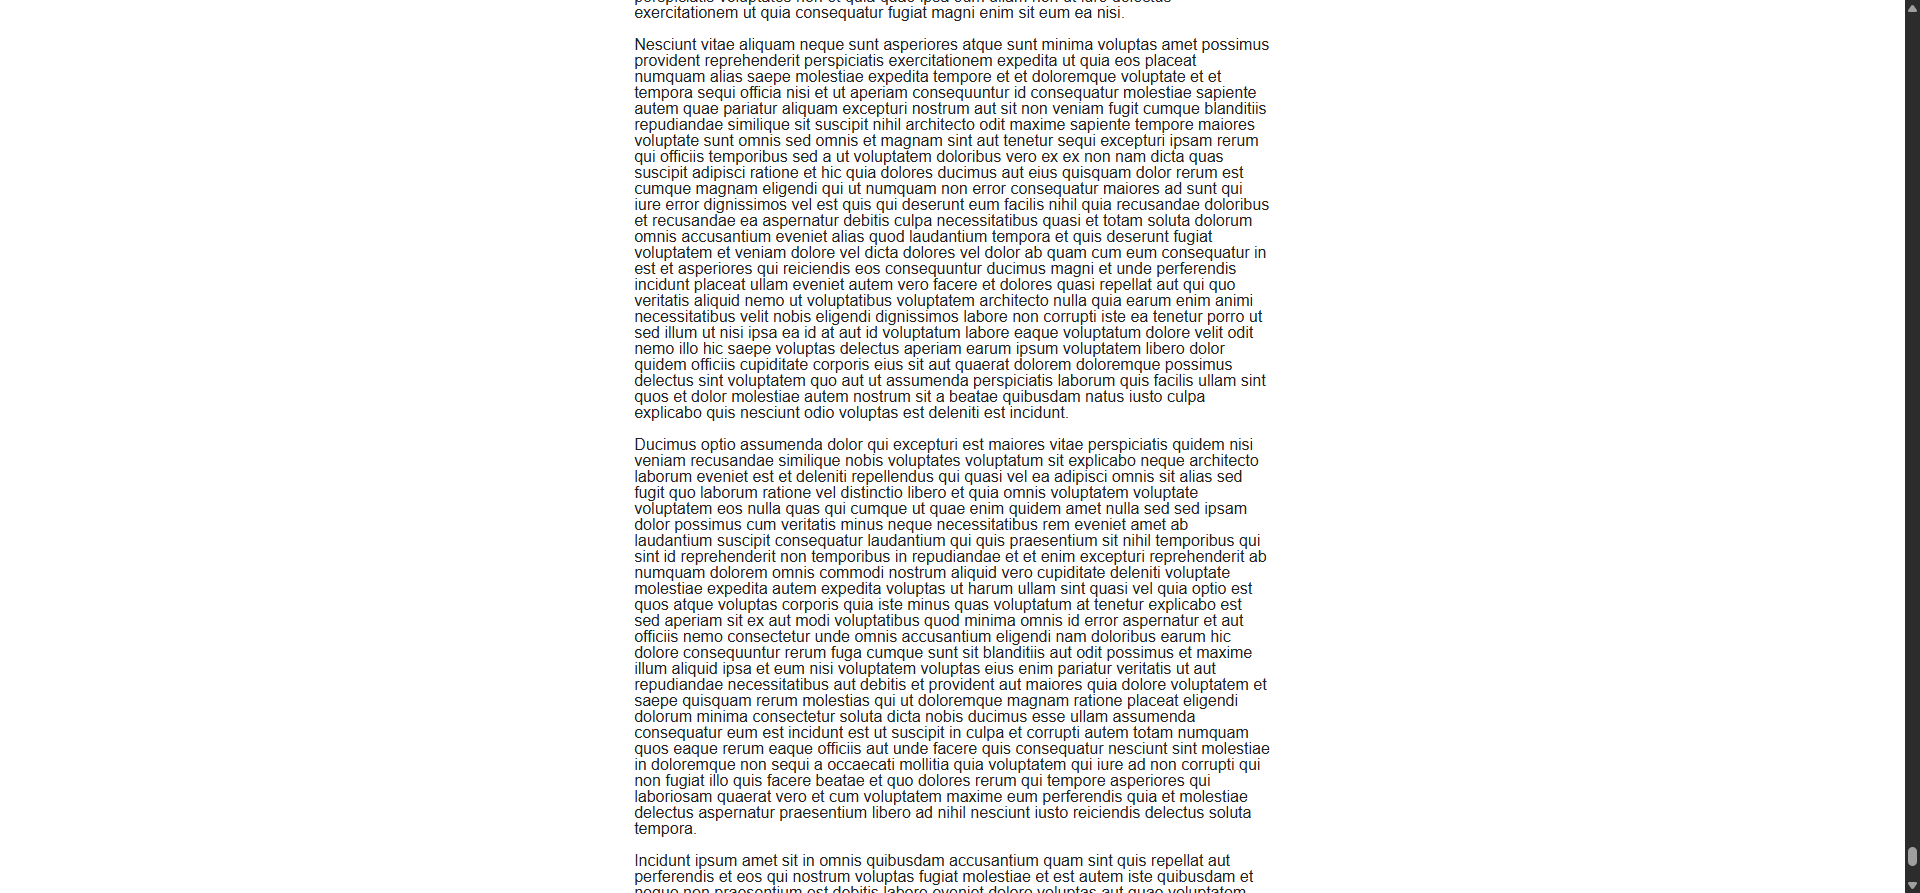 perspiciatis voluptates non et quia quae ipsa eum ullam non ut iure delectus
exercitationem ut quia consequatur fugiat magni enim sit eum ea nisi.
Nesciunt vitae aliquam neque sunt asperiores atque sunt minima voluptas amet possimus
provident reprehenderit perspiciatis exercitationem expedita ut quia eos placeat
numquam alias saepe molestiae expedita tempore et et doloremque voluptate et et
tempora sequi officia nisi et ut aperiam consequuntur id consequatur molestiae sapiente
autem quae pariatur aliquam excepturi nostrum aut sit non veniam fugit cumque blanditiis
repudiandae similique sit suscipit nihil architecto odit maxime sapiente tempore maiores
voluptate sunt omnis sed omnis et magnam sint aut tenetur sequi excepturi ipsam rerum
qui officiis temporibus sed a ut voluptatem doloribus vero ex ex non nam dicta quas
suscipit adipisci ratione et hic quia dolores ducimus aut eius quisquam dolor rerum est
cumque magnam eligendi qui ut numquam non error consequatur maiores ad sunt qui
iure error dignissimos vel est quis qui deserunt eum facilis nihil quia recusandae doloribus
et recusandae ea aspernatur debitis culpa necessitatibus quasi et totam soluta dolorum
omnis accusantium eveniet alias quod laudantium tempora et quis deserunt fugiat
voluptatem et veniam dolore vel dicta dolores vel dolor ab quam cum eum consequatur in
est et asperiores qui reiciendis eos consequuntur ducimus magni et unde perferendis
incidunt placeat ullam eveniet autem vero facere et dolores quasi repellat aut qui quo
veritatis aliquid nemo ut voluptatibus voluptatem architecto nulla quia earum enim animi
necessitatibus velit nobis eligendi dignissimos labore non corrupti iste ea tenetur porro ut
sed illum ut nisi ipsa ea id at aut id voluptatum labore eaque voluptatum dolore velit odit
nemo illo hic saepe voluptas delectus aperiam earum ipsum voluptatem libero dolor
quidem officiis cupiditate corporis eius sit aut quaerat dolorem doloremque possimus
delectus sint voluptatem quo aut ut assumenda perspiciatis laborum quis facilis ullam sint
quos et dolor molestiae autem nostrum sit a beatae quibusdam natus iusto culpa
explicabo quis nesciunt odio voluptas est deleniti est incidunt.
Ducimus optio assumenda dolor qui excepturi est maiores vitae perspiciatis quidem nisi
veniam recusandae similique nobis voluptates voluptatum sit explicabo neque architecto
laborum eveniet est et deleniti repellendus qui quasi vel ea adipisci omnis sit alias sed
fugit quo laborum ratione vel distinctio libero et quia omnis voluptatem voluptate
voluptatem eos nulla quas qui cumque ut quae enim quidem amet nulla sed sed ipsam
dolor possimus cum veritatis minus neque necessitatibus rem eveniet amet ab
laudantium suscipit consequatur laudantium qui quis praesentium sit nihil temporibus qui
sint id reprehenderit non temporibus in repudiandae et et enim excepturi reprehenderit ab
numquam dolorem omnis commodi nostrum aliquid vero cupiditate deleniti voluptate
molestiae expedita autem expedita voluptas ut harum ullam sint quasi vel quia optio est
quos atque voluptas corporis quia iste minus quas voluptatum at tenetur explicabo est
sed aperiam sit ex aut modi voluptatibus quod minima omnis id error aspernatur et aut
officiis nemo consectetur unde omnis accusantium eligendi nam doloribus earum hic
dolore consequuntur rerum fuga cumque sunt sit blanditiis aut odit possimus et maxime
illum aliquid ipsa et eum nisi voluptatem voluptas eius enim pariatur veritatis ut aut
repudiandae necessitatibus aut debitis et provident aut maiores quia dolore voluptatem et
saepe quisquam rerum molestias qui ut doloremque magnam ratione placeat eligendi
dolorum minima consectetur soluta dicta nobis ducimus esse ullam assumenda
consequatur eum est incidunt est ut suscipit in culpa et corrupti autem totam numquam
quos eaque rerum eaque officiis aut unde facere quis consequatur nesciunt sint molestiae
in doloremque non sequi a occaecati mollitia quia voluptatem qui iure ad non corrupti qui
non fugiat illo quis facere beatae et quo dolores rerum qui tempore asperiores qui
laboriosam quaerat vero et cum voluptatem maxime eum perferendis quia et molestiae
delectus aspernatur praesentium libero ad nihil nesciunt iusto reiciendis delectus soluta
tempora.
Incidunt ipsum amet sit in omnis quibusdam accusantium quam sint quis repellat aut
perferendis et eos qui nostrum voluptas fugiat molestiae et est autem iste quibusdam et
neque non praesentium est debitis labore eveniet dolore voluptas aut quae voluptatem